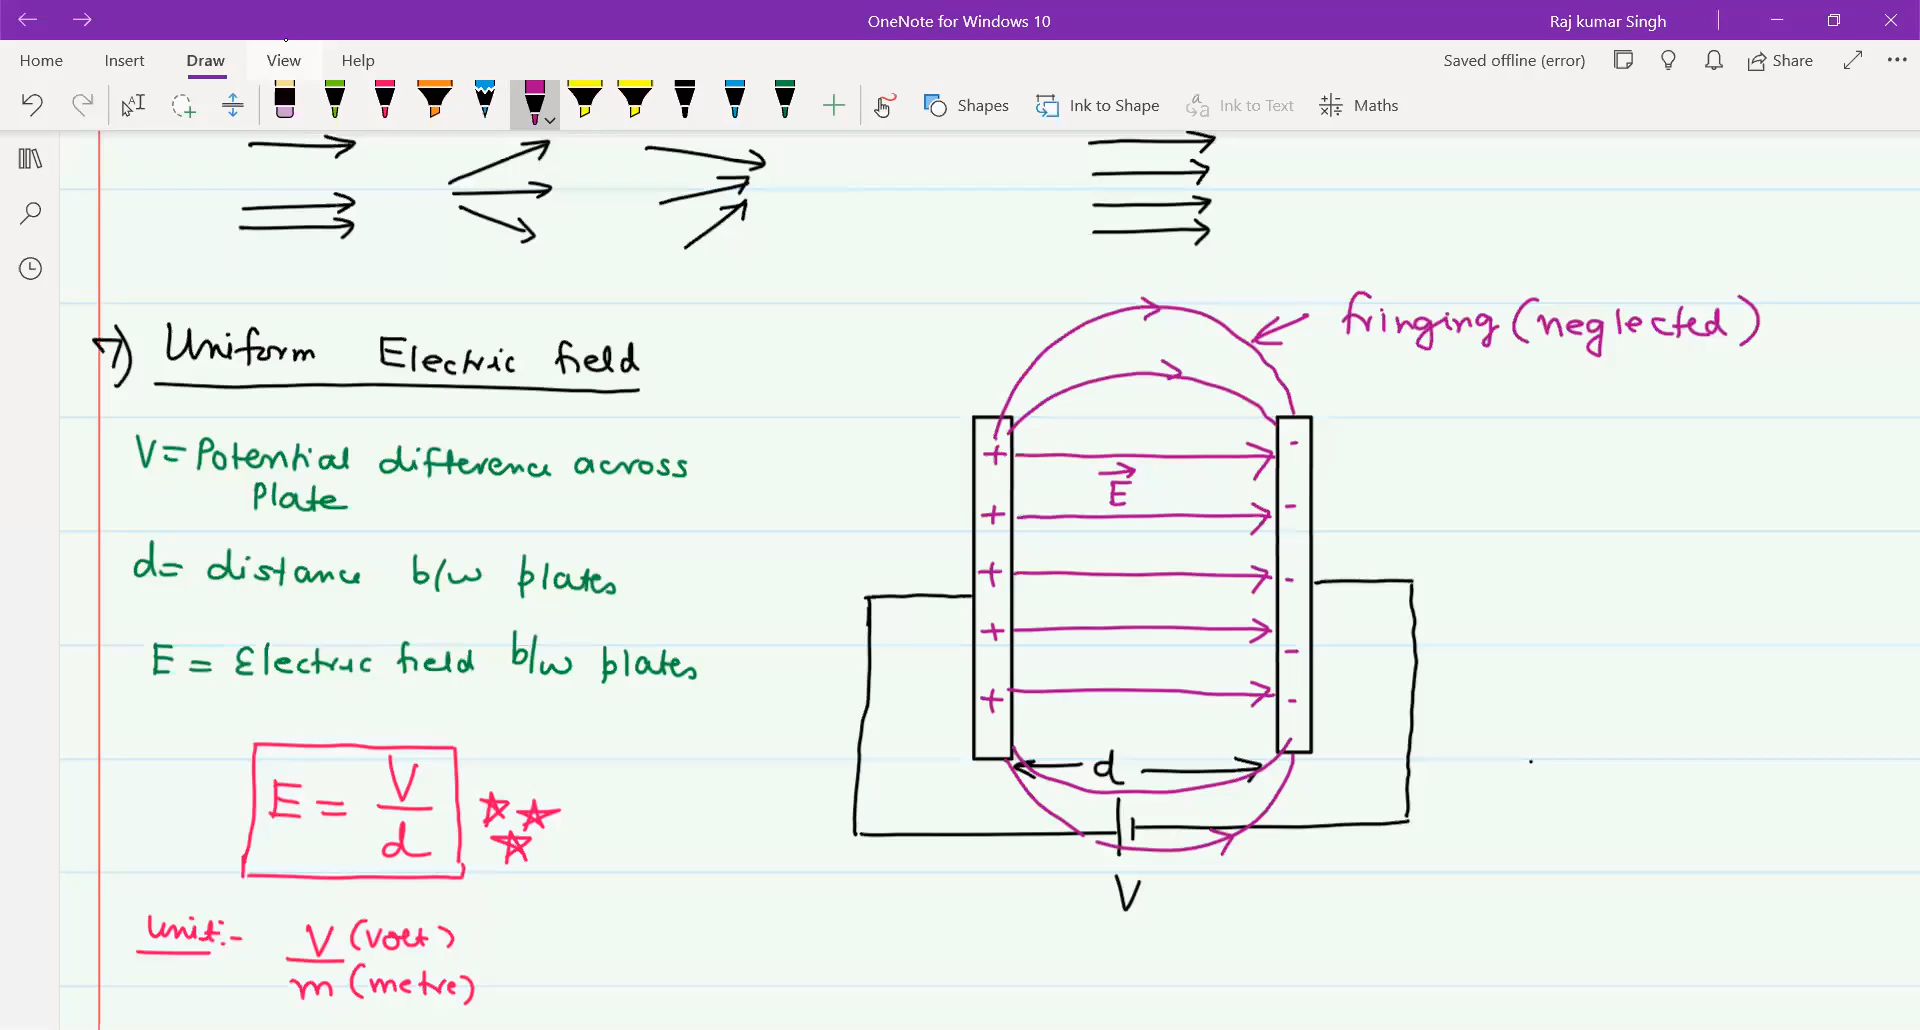 OneNote for Windows 10
Raj kumar Singh
Home Insert Draw View Help
Saved offline (error)
Share
Shapes
Ink to Shape
Ink to Text
Maths
fringing (neglected)
7) Uniform Electric field
V = Potential difference across
Plate
d = distance b/w plates
E = Electric field b/w plates
E = V/d
Unit:- V (Volt)
m (metre)
+ -
E
+ -
+ -
+ -
+ -
d
V